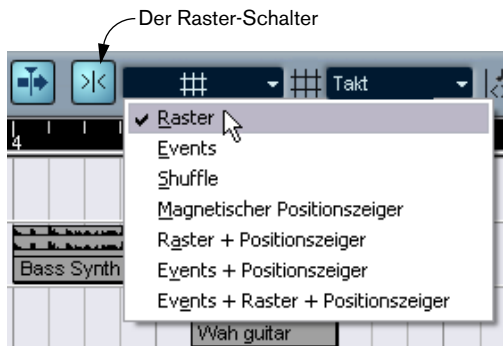 Der Raster-Schalter
Takt
4
Raster
Events
Shuffle
Magnetischer Positionszeiger
Raster + Positionszeiger
Events + Positionszeiger
Events + Raster + Positionszeiger
Bass Synth
Wah guitar